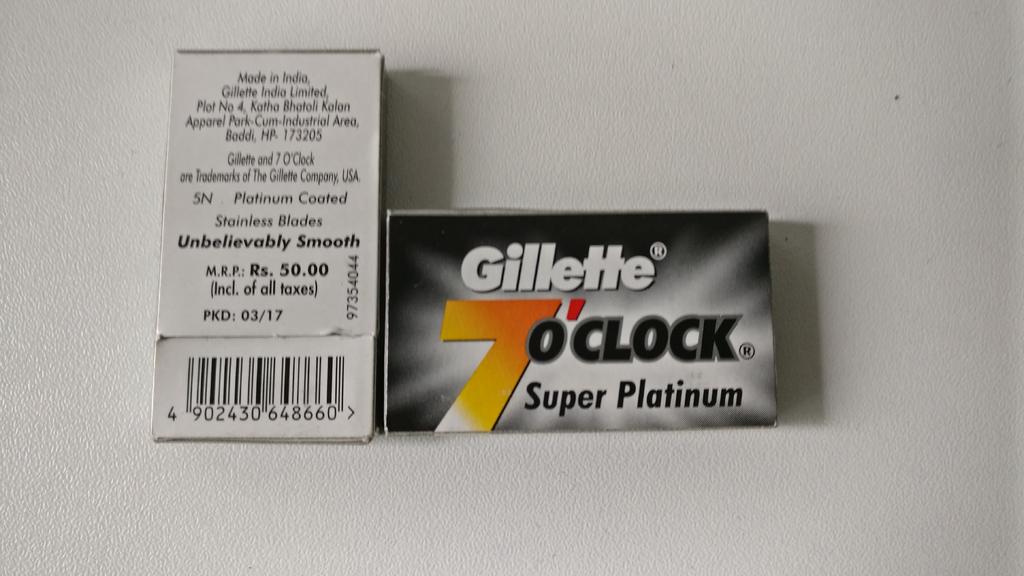 Made in India,
Gillette India Limited,
Plot No 4, Katha Bhatoli Kalan
Apparel Park-Cum-Industrial Area,
Baddi, HP- 173205
Gillette and 7 O'Clock
are Trademarks of The Gillette Company, USA.
5N . Platinum Coated
Stainless Blades
Unbelievably Smooth
M.R.P.: Rs. 50.00
(Incl. of all taxes)
PKD: 03/17
97354044
4 902430 648660 >
Gillette®
7 O'CLOCK®
Super Platinum